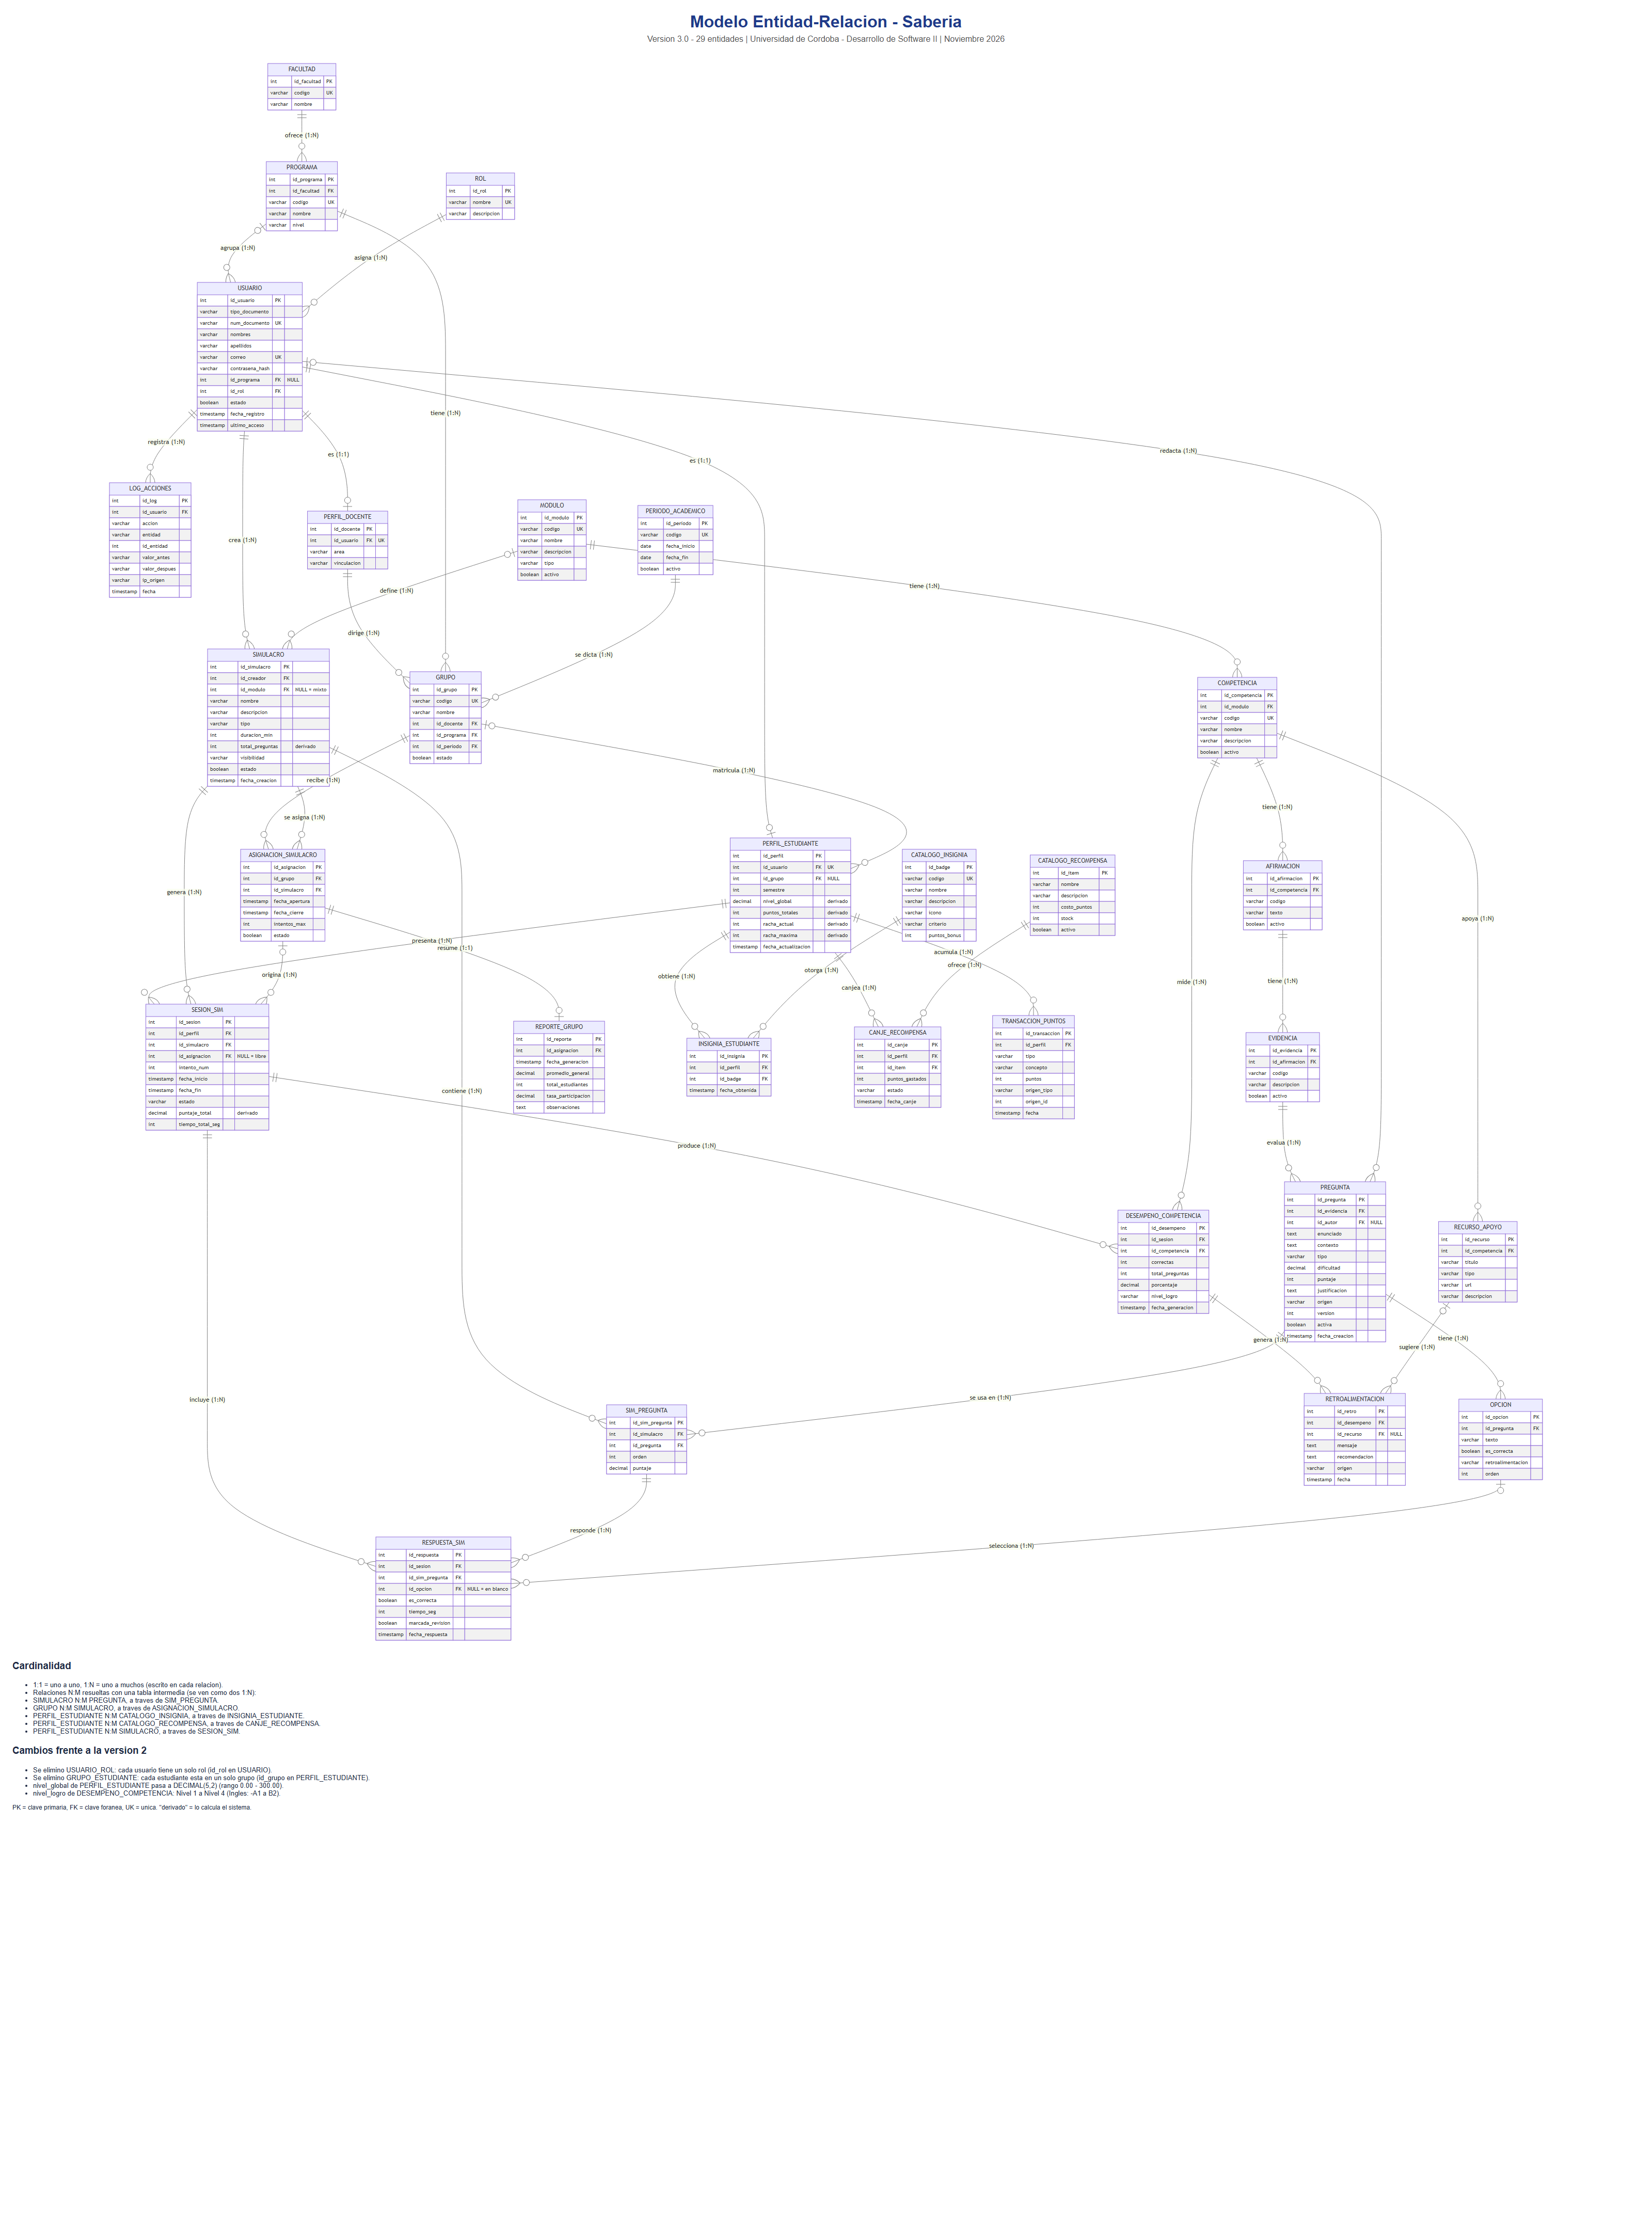 Modelo Entidad-Relacion - Saberia
Version 3.0 - 29 entidades | Universidad de Cordoba - Desarrollo de Software II | Noviembre 2026
FACULTAD
int id_facultad PK
varchar codigo UK
varchar nombre
ofrece (1:N)
PROGRAMA
int id_programa PK
int id_facultad FK
varchar codigo UK
varchar nombre
varchar nivel
ROL
int id_rol PK
varchar nombre UK
varchar descripcion
agrupa (1:N)
asigna (1:N)
USUARIO
int id_usuario PK
varchar tipo_documento
varchar num_documento UK
varchar nombres
varchar apellidos
varchar correo UK
varchar contrasena_hash
int id_programa FK NULL
int id_rol FK
boolean estado
timestamp fecha_registro
timestamp ultimo_acceso
tiene (1:N)
registra (1:N)
es (1:1)
es (1:1)
redacta (1:N)
LOG_ACCIONES
int id_log PK
int id_usuario FK
varchar accion
varchar entidad
int id_entidad
varchar valor_antes
varchar valor_despues
varchar ip_origen
timestamp fecha
PERFIL_DOCENTE
int id_docente PK
int id_usuario FK UK
varchar area
varchar vinculacion
MODULO
int id_modulo PK
varchar codigo UK
varchar nombre
varchar descripcion
varchar tipo
boolean activo
PERIODO_ACADEMICO
int id_periodo PK
varchar codigo UK
date fecha_inicio
date fecha_fin
boolean activo
crea (1:N)
define (1:N)
tiene (1:N)
dirige (1:N)
se dicta (1:N)
SIMULACRO
int id_simulacro PK
int id_creador FK
int id_modulo FK NULL = mixto
varchar nombre
varchar descripcion
varchar tipo
int duracion_min
int total_preguntas derivado
varchar visibilidad
boolean estado
timestamp fecha_creacion
GRUPO
int id_grupo PK
varchar codigo UK
varchar nombre
int id_docente FK
int id_programa FK
int id_periodo FK
boolean estado
COMPETENCIA
int id_competencia PK
int id_modulo FK
varchar codigo UK
varchar nombre
varchar descripcion
boolean activo
matricula (1:N)
recibe (1:N)
se asigna (1:N)
tiene (1:N)
ASIGNACION_SIMULACRO
int id_asignacion PK
int id_grupo FK
int id_simulacro FK
timestamp fecha_apertura
timestamp fecha_cierre
int intentos_max
boolean estado
PERFIL_ESTUDIANTE
int id_perfil PK
int id_usuario FK UK
int id_grupo FK NULL
int semestre
decimal nivel_global derivado
int puntos_totales derivado
int racha_actual derivado
int racha_maxima derivado
timestamp fecha_actualizacion
CATALOGO_INSIGNIA
int id_badge PK
varchar codigo UK
varchar nombre
varchar descripcion
varchar icono
varchar criterio
int puntos_bonus
CATALOGO_RECOMPENSA
int id_item PK
varchar nombre
varchar descripcion
int costo_puntos
int stock
boolean activo
AFIRMACION
int id_afirmacion PK
int id_competencia FK
varchar codigo
varchar texto
boolean activo
genera (1:N)
apoya (1:N)
presenta (1:N)
resume (1:1)
acumula (1:N)
ofrece (1:N)
origina (1:N)
otorga (1:N)
obtiene (1:N)
canjea (1:N)
mide (1:N)
tiene (1:N)
SESION_SIM
int id_sesion PK
int id_perfil FK
int id_simulacro FK
int id_asignacion FK NULL = libre
int intento_num
timestamp fecha_inicio
timestamp fecha_fin
varchar estado
decimal puntaje_total derivado
int tiempo_total_seg
REPORTE_GRUPO
int id_reporte PK
int id_asignacion FK
timestamp fecha_generacion
decimal promedio_general
int total_estudiantes
decimal tasa_participacion
text observaciones
INSIGNIA_ESTUDIANTE
int id_insignia PK
int id_perfil FK
int id_badge FK
timestamp fecha_obtenida
CANJE_RECOMPENSA
int id_canje PK
int id_perfil FK
int id_item FK
int puntos_gastados
varchar estado
timestamp fecha_canje
TRANSACCION_PUNTOS
int id_transaccion PK
int id_perfil FK
varchar tipo
varchar concepto
int puntos
varchar origen_tipo
int origen_id
timestamp fecha
EVIDENCIA
int id_evidencia PK
int id_afirmacion FK
varchar codigo
varchar descripcion
boolean activo
contiene (1:N)
produce (1:N)
evalua (1:N)
DESEMPENO_COMPETENCIA
int id_desempeno PK
int id_sesion FK
int id_competencia FK
int correctas
int total_preguntas
decimal porcentaje
varchar nivel_logro
timestamp fecha_generacion
PREGUNTA
int id_pregunta PK
int id_evidencia FK
int id_autor FK NULL
text enunciado
text contexto
varchar tipo
decimal dificultad
int puntaje
text justificacion
varchar origen
int version
boolean activa
timestamp fecha_creacion
RECURSO_APOYO
int id_recurso PK
int id_competencia FK
varchar titulo
varchar tipo
varchar url
varchar descripcion
genera (1:N)
sugiere (1:N)
tiene (1:N)
incluye (1:N)
se usa en (1:N)
SIM_PREGUNTA
int id_sim_pregunta PK
int id_simulacro FK
int id_pregunta FK
int orden
decimal puntaje
RETROALIMENTACION
int id_retro PK
int id_desempeno FK
int id_recurso FK NULL
text mensaje
text recomendacion
varchar origen
timestamp fecha
OPCION
int id_opcion PK
int id_pregunta FK
varchar texto
boolean es_correcta
varchar retroalimentacion
int orden
responde (1:N)
selecciona (1:N)
RESPUESTA_SIM
int id_respuesta PK
int id_sesion FK
int id_sim_pregunta FK
int id_opcion FK NULL = en blanco
boolean es_correcta
int tiempo_seg
boolean marcada_revision
timestamp fecha_respuesta
Cardinalidad
• 1:1 = uno a uno, 1:N = uno a muchos (escrito en cada relacion).
• Relaciones N:M resueltas con una tabla intermedia (se ven como dos 1:N):
• SIMULACRO N:M PREGUNTA, a traves de SIM_PREGUNTA.
• GRUPO N:M SIMULACRO, a traves de ASIGNACION_SIMULACRO.
• PERFIL_ESTUDIANTE N:M CATALOGO_INSIGNIA, a traves de INSIGNIA_ESTUDIANTE.
• PERFIL_ESTUDIANTE N:M CATALOGO_RECOMPENSA, a traves de CANJE_RECOMPENSA.
• PERFIL_ESTUDIANTE N:M SIMULACRO, a traves de SESION_SIM.
Cambios frente a la version 2
• Se elimino USUARIO_ROL: cada usuario tiene un solo rol (id_rol en USUARIO).
• Se elimino GRUPO_ESTUDIANTE: cada estudiante esta en un solo grupo (id_grupo en PERFIL_ESTUDIANTE).
• nivel_global de PERFIL_ESTUDIANTE pasa a DECIMAL(5,2) (rango 0.00 - 300.00).
• nivel_logro de DESEMPENO_COMPETENCIA: Nivel 1 a Nivel 4 (Ingles: -A1 a B2).
PK = clave primaria, FK = clave foranea, UK = unica. "derivado" = lo calcula el sistema.